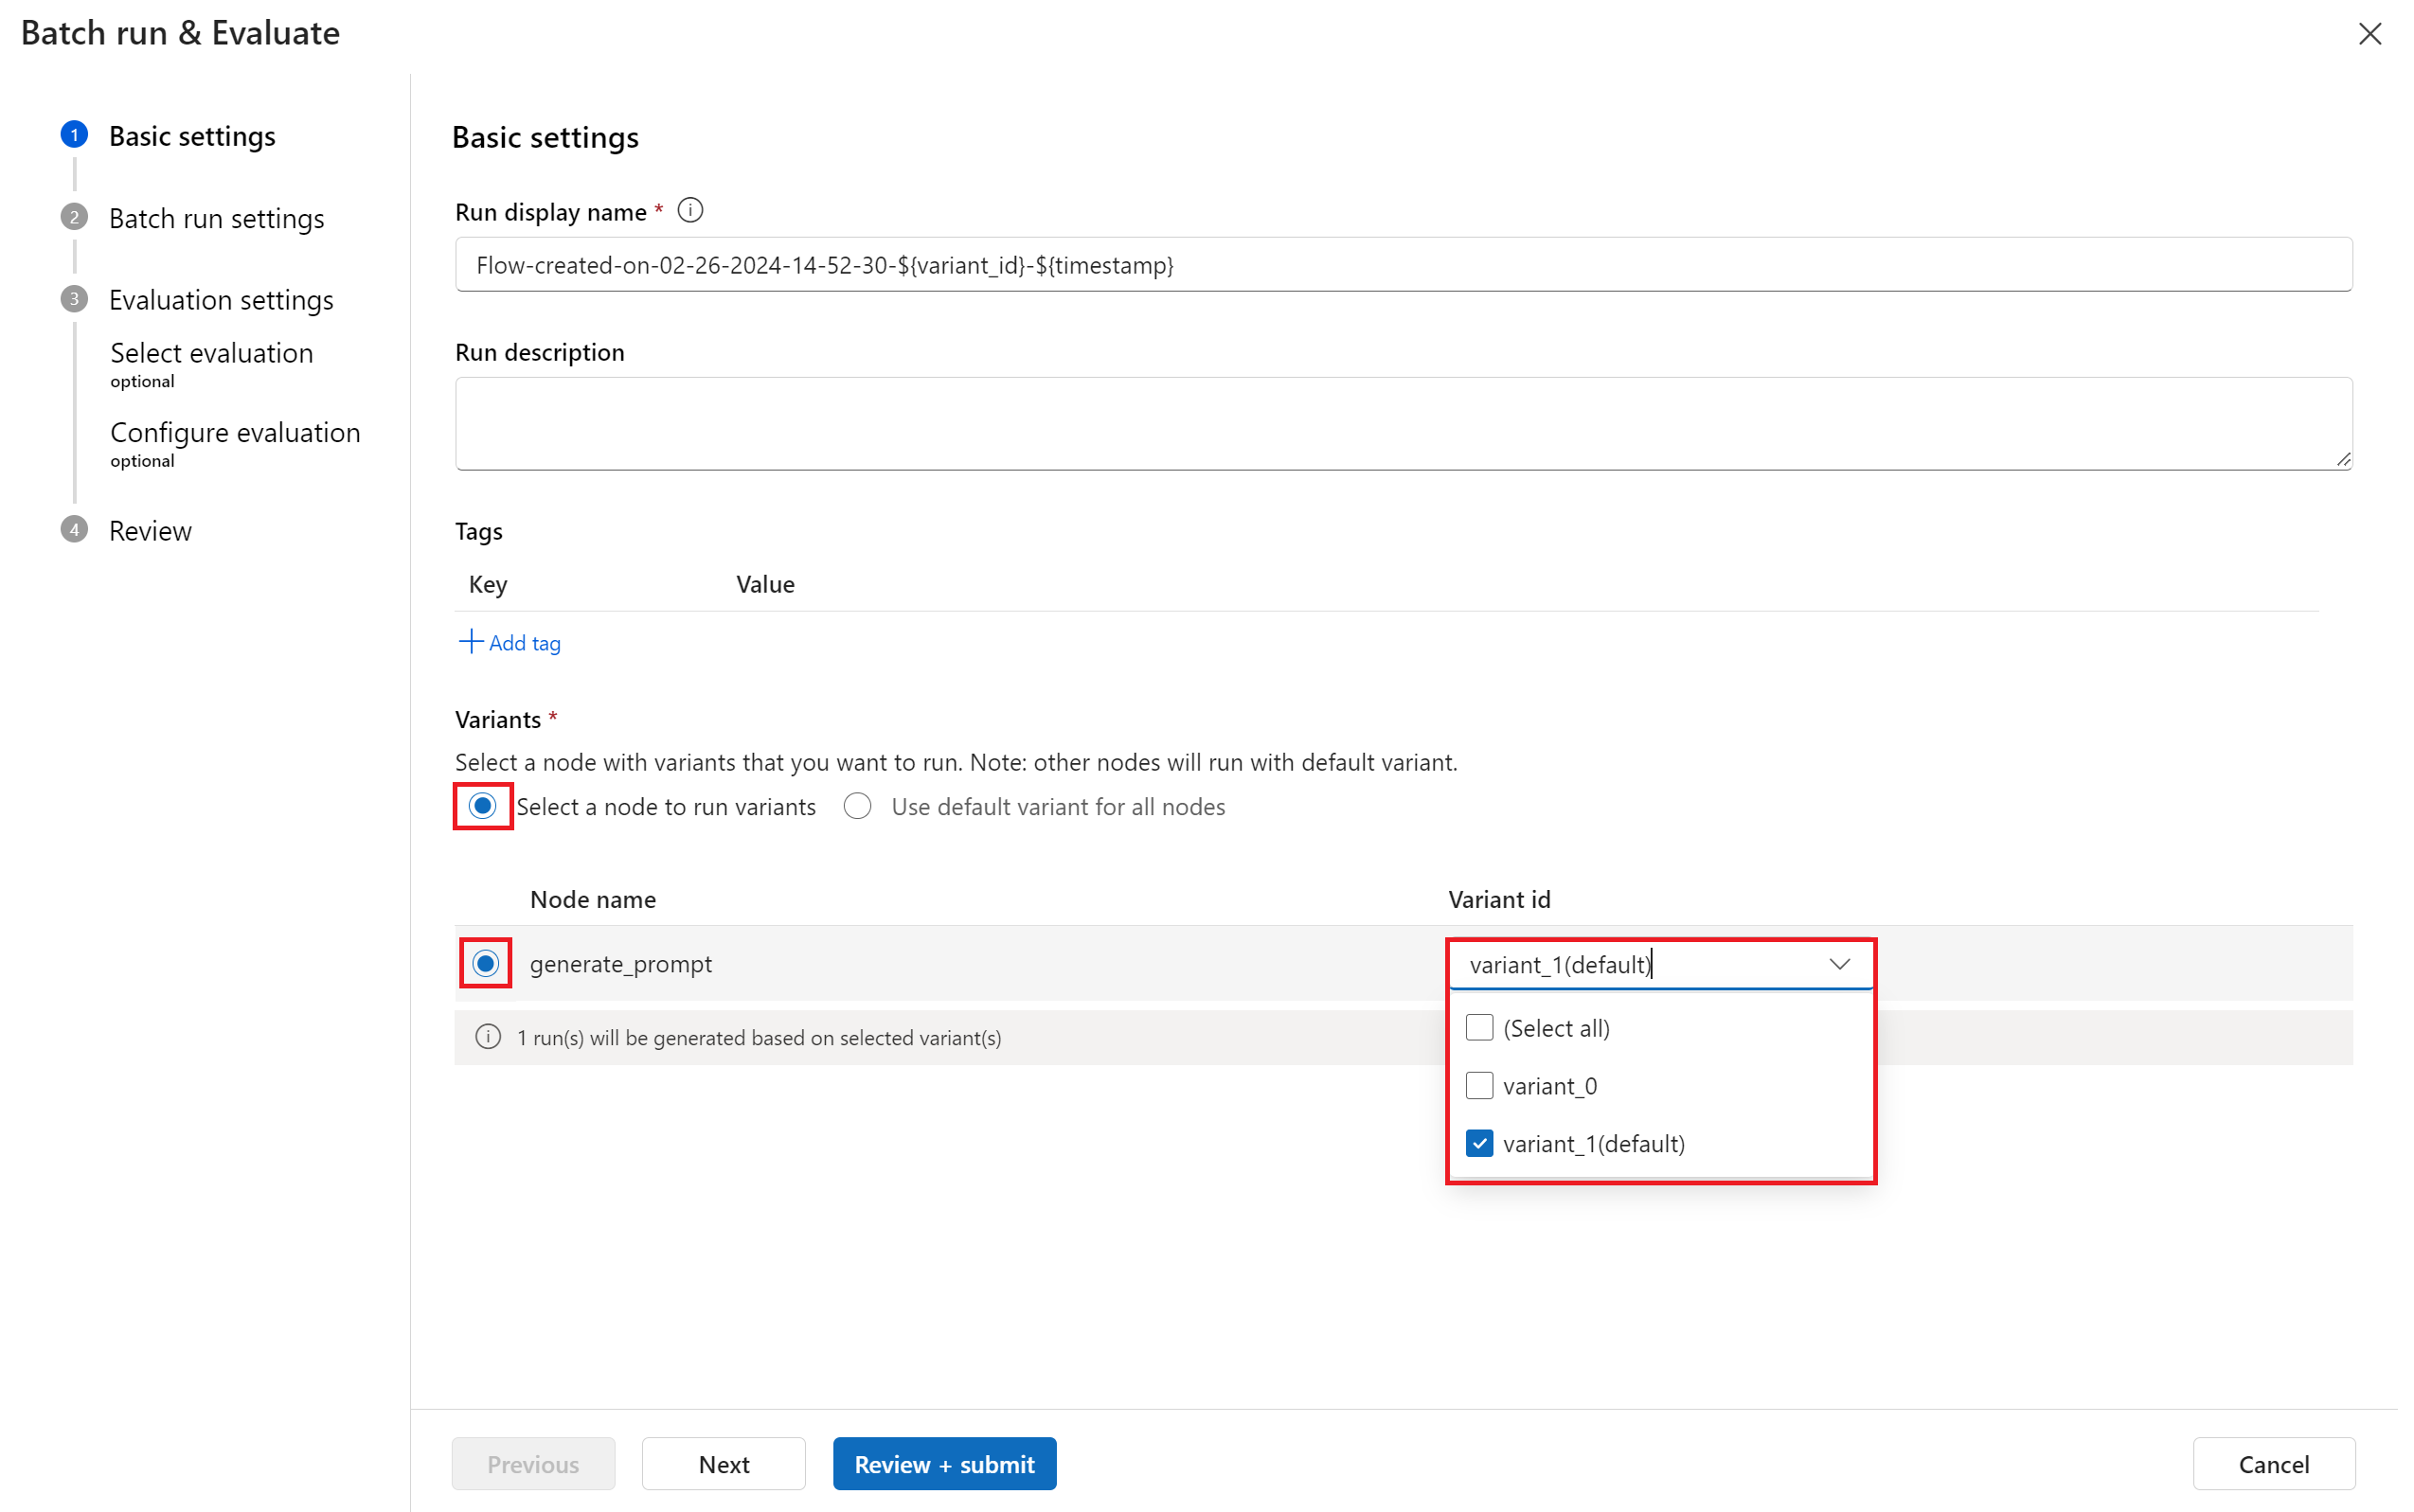 Batch run & Evaluate
1 Basic settings
2 Batch run settings
3 Evaluation settings
Select evaluation
optional
Configure evaluation
optional
4 Review
Basic settings
Run display name *
Flow-created-on-02-26-2024-14-52-30-${variant_id}-${timestamp}
Run description
Tags
Key Value
Add tag
Variants *
Select a node with variants that you want to run. Note: other nodes will run with default variant.
Select a node to run variants Use default variant for all nodes
Node name Variant id
generate_prompt variant_1(default)
1 run(s) will be generated based on selected variant(s)
(Select all)
variant_0
variant_1(default)
Previous Next Review + submit Cancel